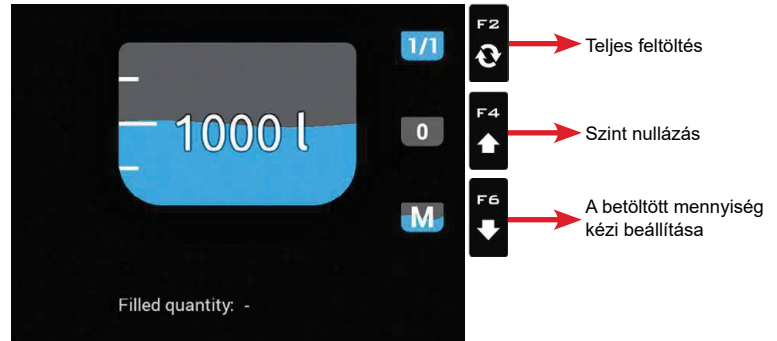 1/1
F2
Teljes feltöltés
1000 l
0
F4
Szint nullázás
M
F6
A betöltött mennyiség
kézi beállítása
Filled quantity: -